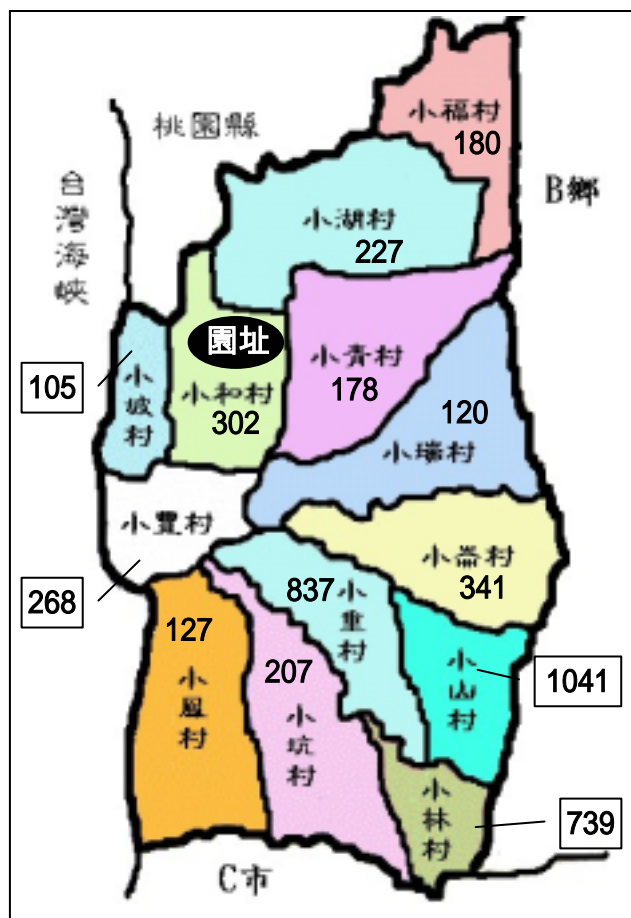 小福村
180
桃園縣
B鄉
台灣海峽
小湖村
227
園址
小青村
178
105
小坡村
小和村
302
120
小瑞村
小豐村
268
小崙村
341
837
小重村
127
小鳳村
207
小坑村
小山村
1041
小林村
739
C市